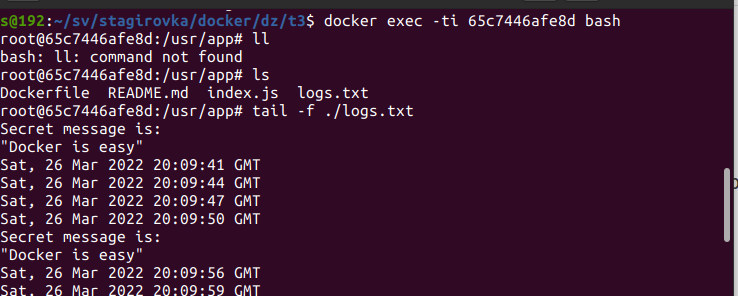 s@192:~/sv/stagirovka/docker/dz/t3$ docker exec -ti 65c7446afe8d bash
root@65c7446afe8d:/usr/app# ll
bash: ll: command not found
root@65c7446afe8d:/usr/app# ls
Dockerfile  README.md  index.js  logs.txt
root@65c7446afe8d:/usr/app# tail -f ./logs.txt
Secret message is:
"Docker is easy"
Sat, 26 Mar 2022 20:09:41 GMT
Sat, 26 Mar 2022 20:09:44 GMT
Sat, 26 Mar 2022 20:09:47 GMT
Sat, 26 Mar 2022 20:09:50 GMT
Secret message is:
"Docker is easy"
Sat, 26 Mar 2022 20:09:56 GMT
Sat, 26 Mar 2022 20:09:59 GMT